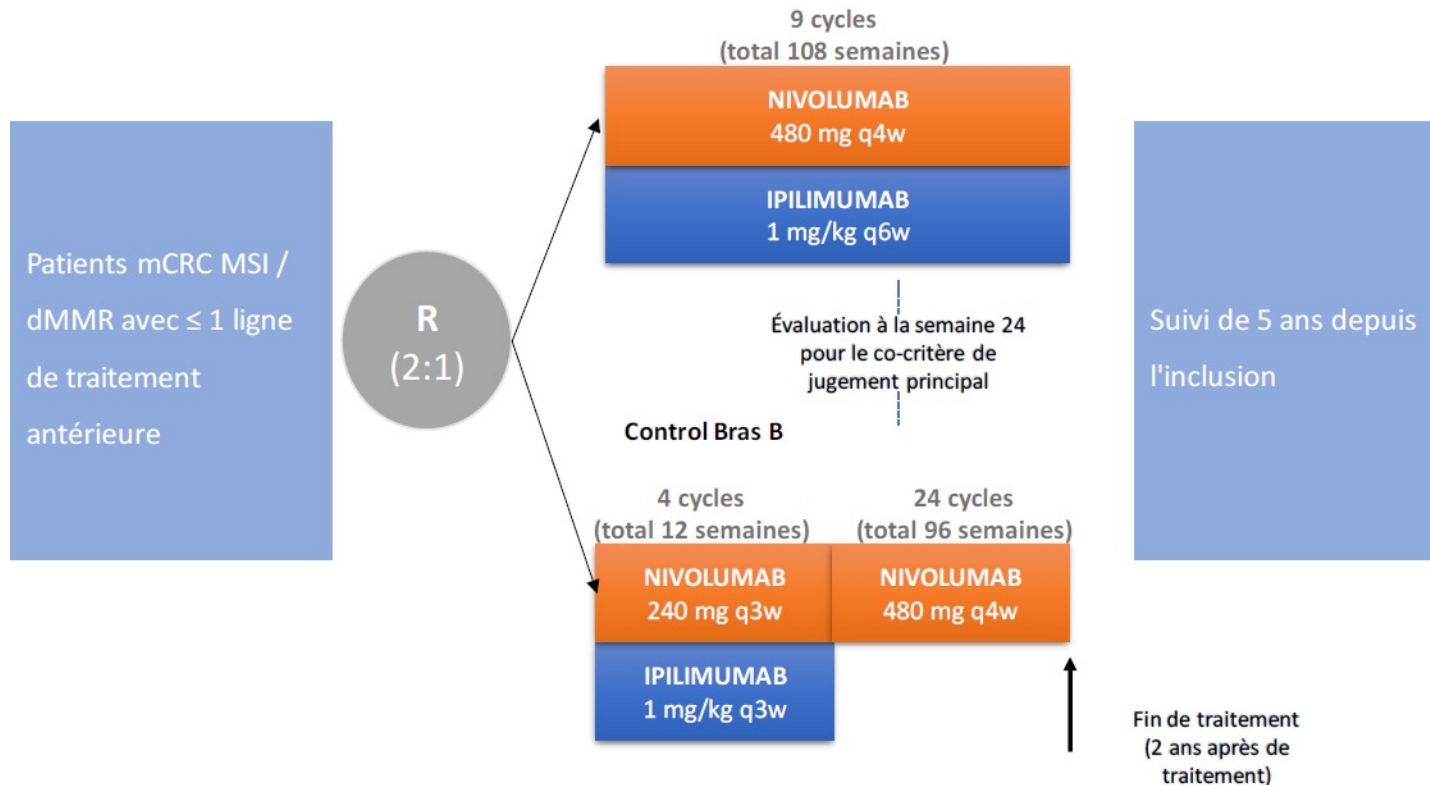 9 cycles
(total 108 semaines)
NIVOLUMAB
480 mg q4w
IPILIMUMAB
1 mg/kg q6w
Patients mCRC MSI /
dMMR avec ≤ 1 ligne
de traitement
antérieure
R
(2:1)
Évaluation à la semaine 24
pour le co-critère de
jugement principal
Suivi de 5 ans depuis
l'inclusion
Control Bras B
4 cycles
(total 12 semaines)
24 cycles
(total 96 semaines)
NIVOLUMAB
240 mg q3w
NIVOLUMAB
480 mg q4w
IPILIMUMAB
1 mg/kg q3w
Fin de traitement
(2 ans après de
traitement)